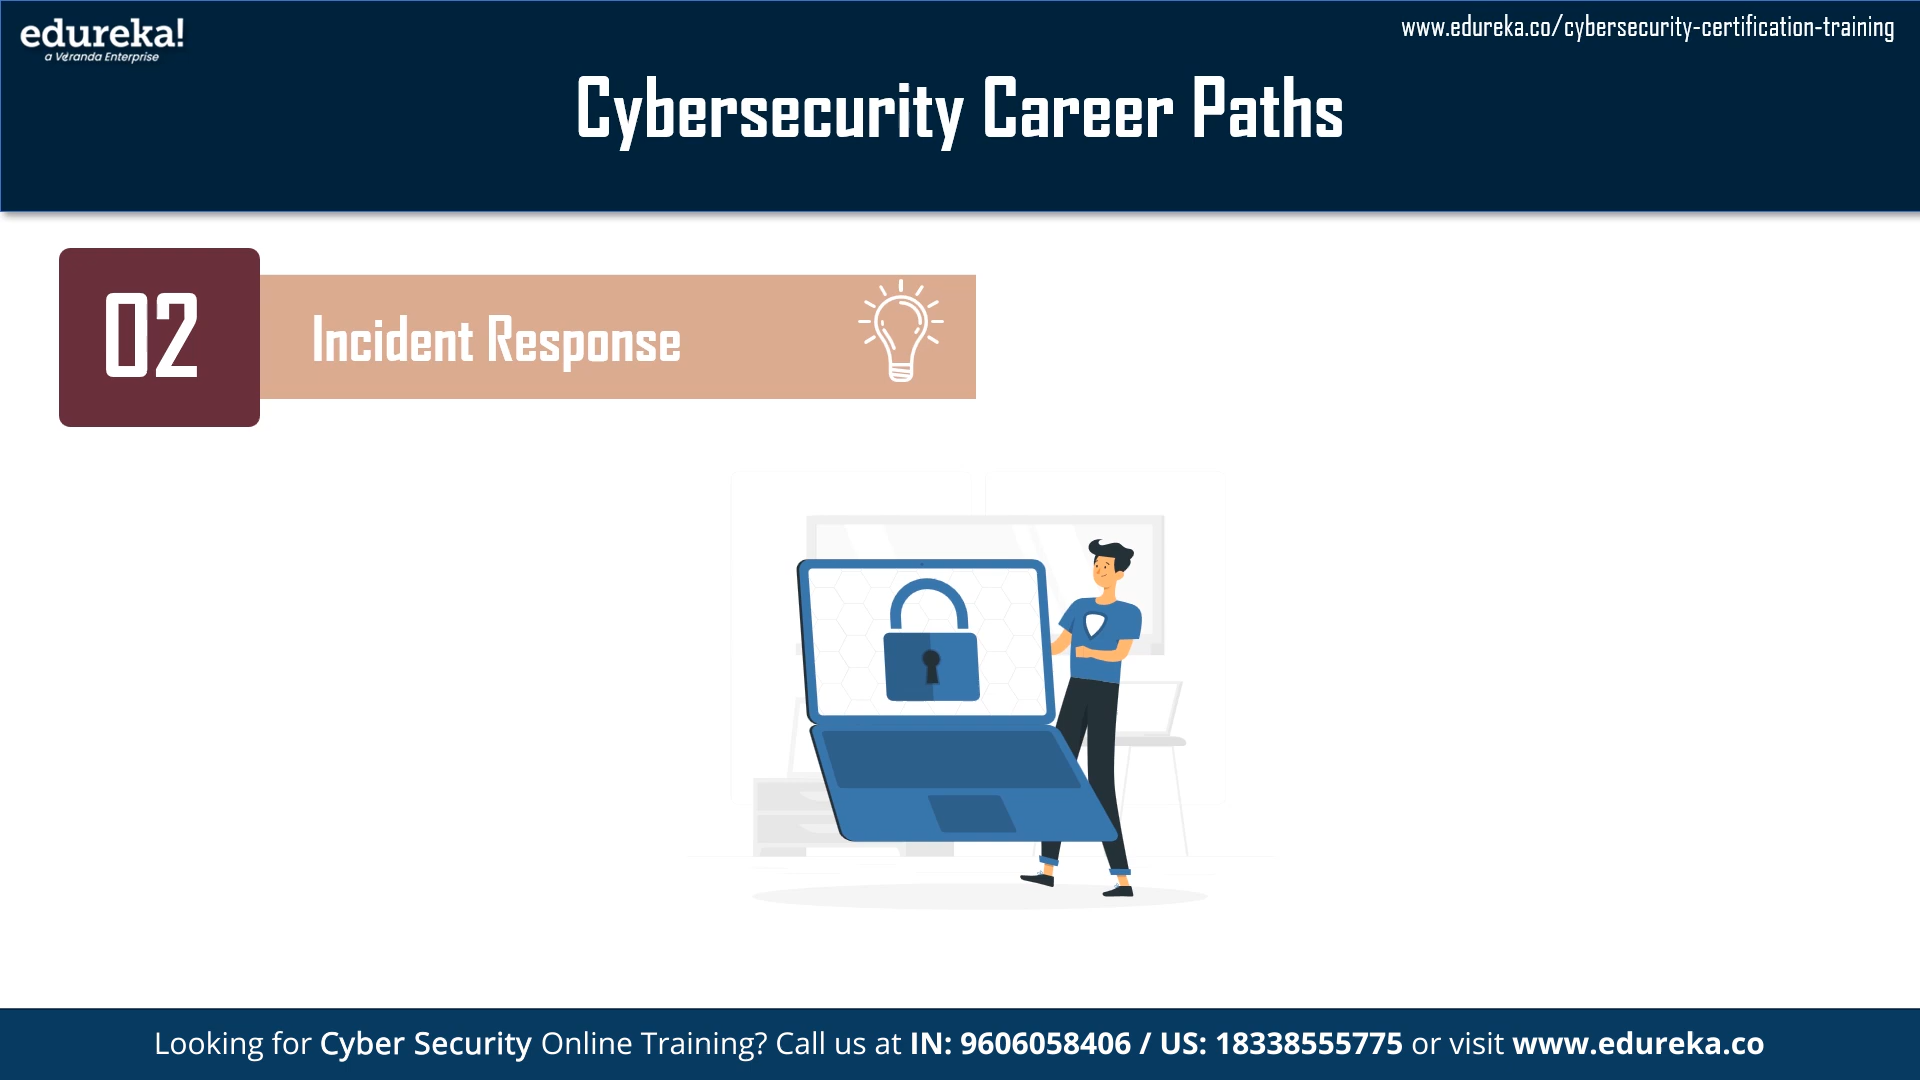 edureka!
a Veranda Enterprise
www.edureka.co/cybersecurity-certification-training
Cybersecurity Career Paths
02
Incident Response
Looking for Cyber Security Online Training? Call us at IN: 9606058406 / US: 18338555775 or visit www.edureka.co